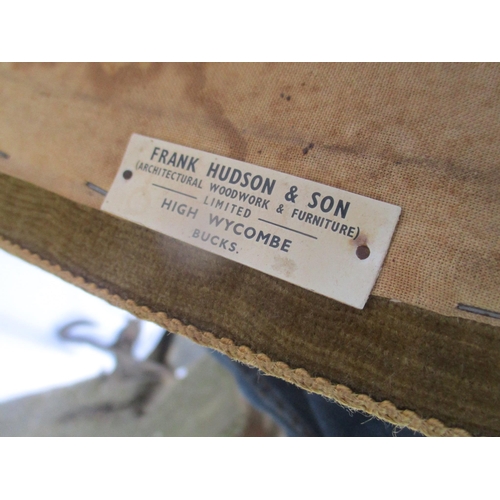 FRANK HUDSON & SON
(ARCHITECTURAL WOODWORK & FURNITURE)
LIMITED
HIGH WYCOMBE
BUCKS.